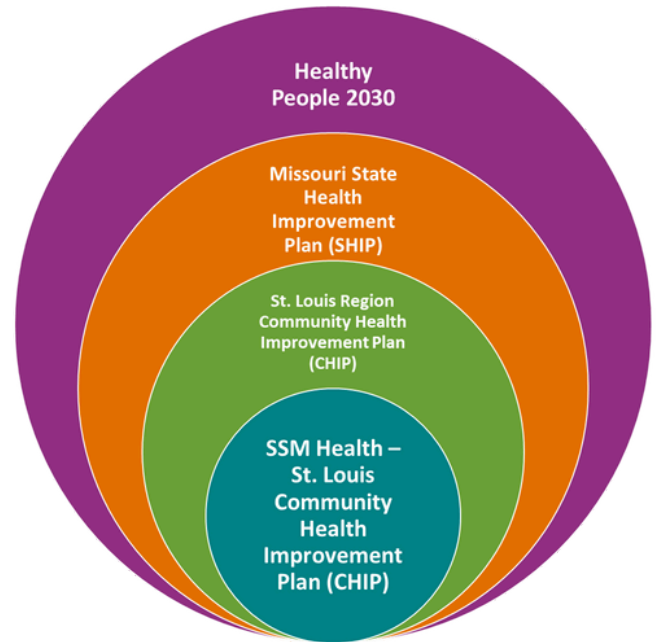 Healthy
People 2030
Missouri State
Health
Improvement
Plan (SHIP)
St. Louis Region
Community Health
Improvement Plan
(CHIP)
SSM Health –
St. Louis
Community
Health
Improvement
Plan (CHIP)